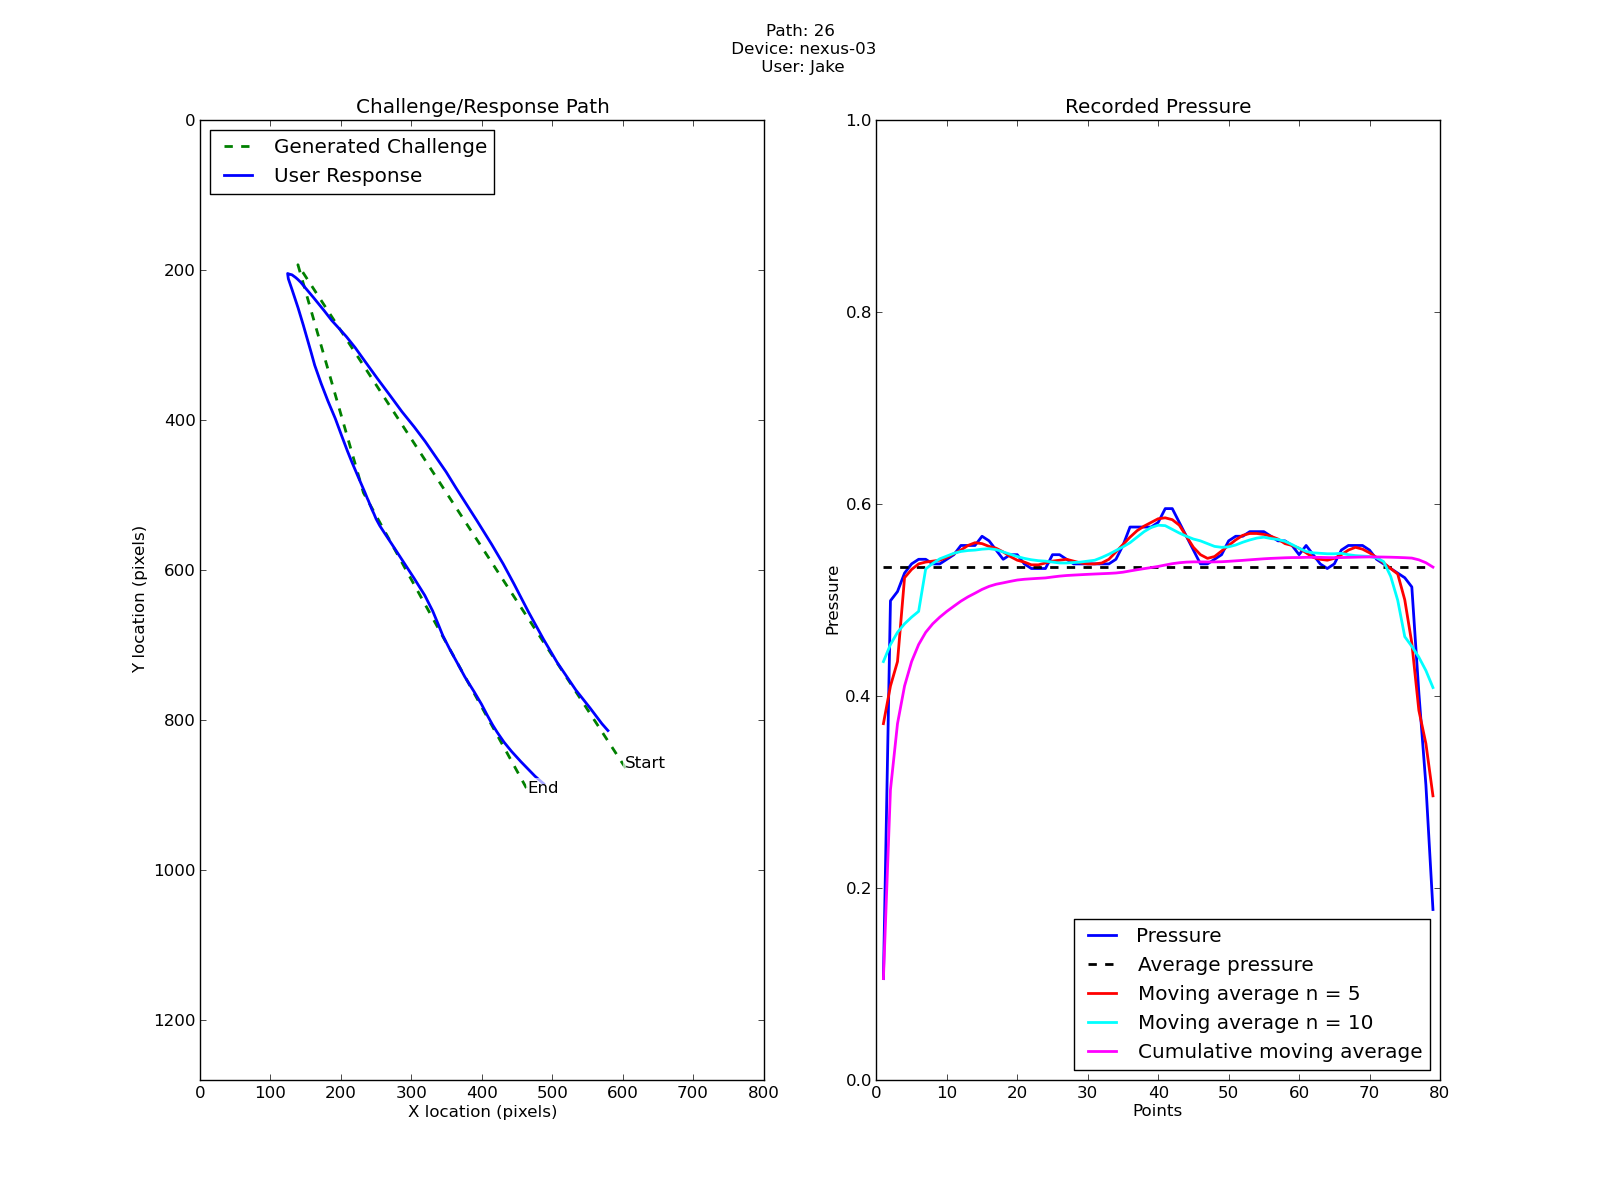 Path: 26
Device: nexus-03
User: Jake
Challenge/Response Path
Generated Challenge
User Response
0
200
400
600
800
1000
1200
Y location (pixels)
Start
End
0 100 200 300 400 500 600 700 800
X location (pixels)
Recorded Pressure
1.0
0.8
0.6
0.4
0.2
0.0
Pressure
Pressure
Average pressure
Moving average n = 5
Moving average n = 10
Cumulative moving average
0 10 20 30 40 50 60 70 80
Points